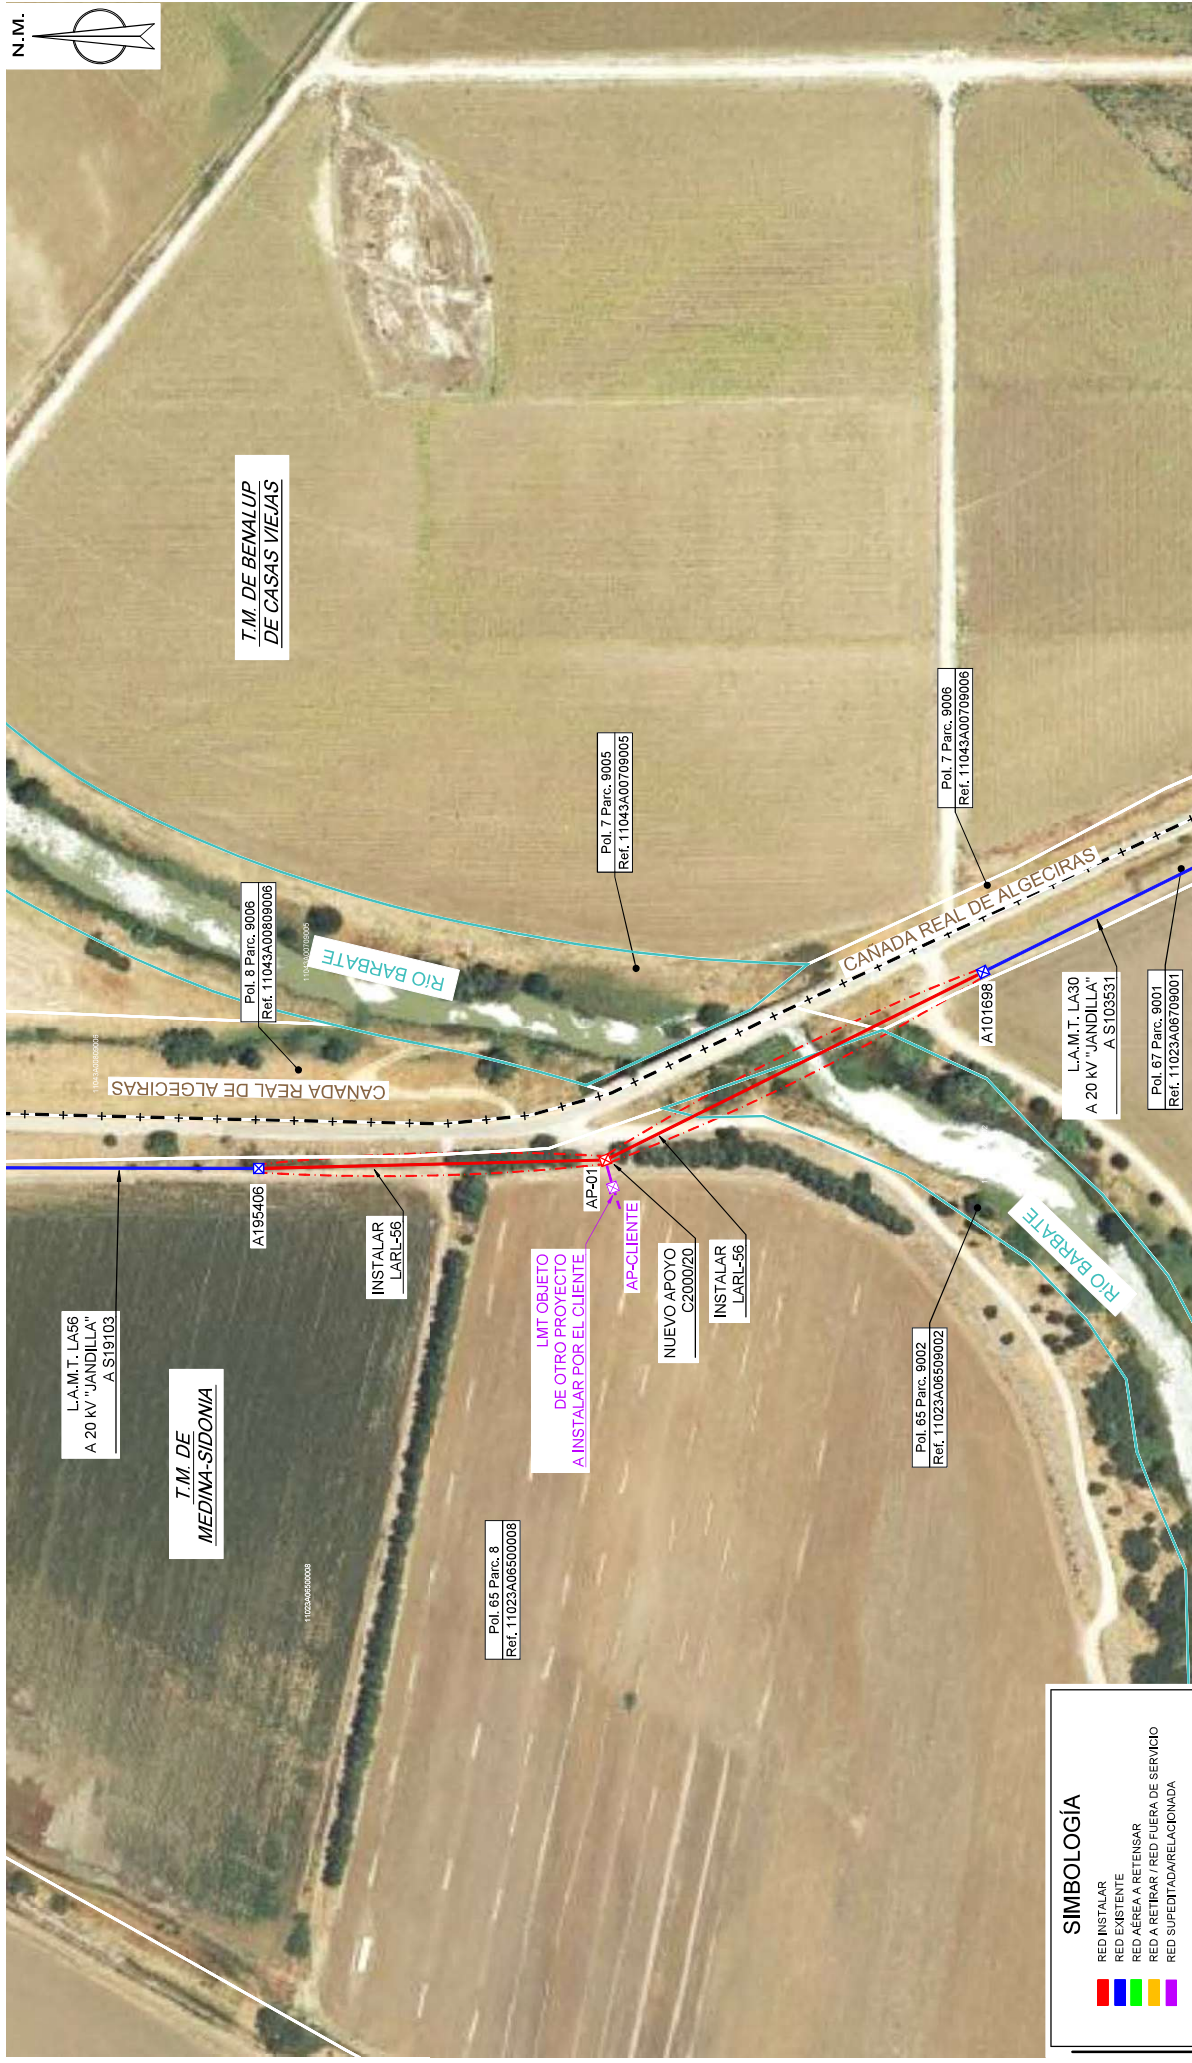 N.M.
T.M. DE BENALUP
DE CASAS VIEJAS
Pol. 8 Parc. 9006
Ref. 11043A00809006
11043A00709005
RÍO BARBATE
CAÑADA REAL DE ALGECIRAS
Pol. 7 Parc. 9005
Ref. 11043A00709005
Pol. 7 Parc. 9006
Ref. 11043A00709006
CAÑADA REAL DE ALGECIRAS
L.A.M.T. LA56
A 20 kV "JANDILLA"
A S19103
A195406
INSTALAR
LARL-56
AP-01
LMT OBJETO
DE OTRO PROYECTO
A INSTALAR POR EL CLIENTE
AP-CLIENTE
NUEVO APOYO
C2000/20
INSTALAR
LARL-56
A101698
L.A.M.T. LA30
A 20 kV "JANDILLA"
A S103531
Pol. 67 Parc. 9001
Ref. 11023A06709001
RÍO BARBATE
Pol. 65 Parc. 9002
Ref. 11023A06509002
T.M. DE
MEDINA-SIDONIA
11023A06500008
Pol. 65 Parc. 8
Ref. 11023A06500008
SIMBOLOGÍA
RED INSTALAR
RED EXISTENTE
RED AÉREA A RETENSAR
RED A RETIRAR / RED FUERA DE SERVICIO
RED SUPEDITADA/RELACIONADA